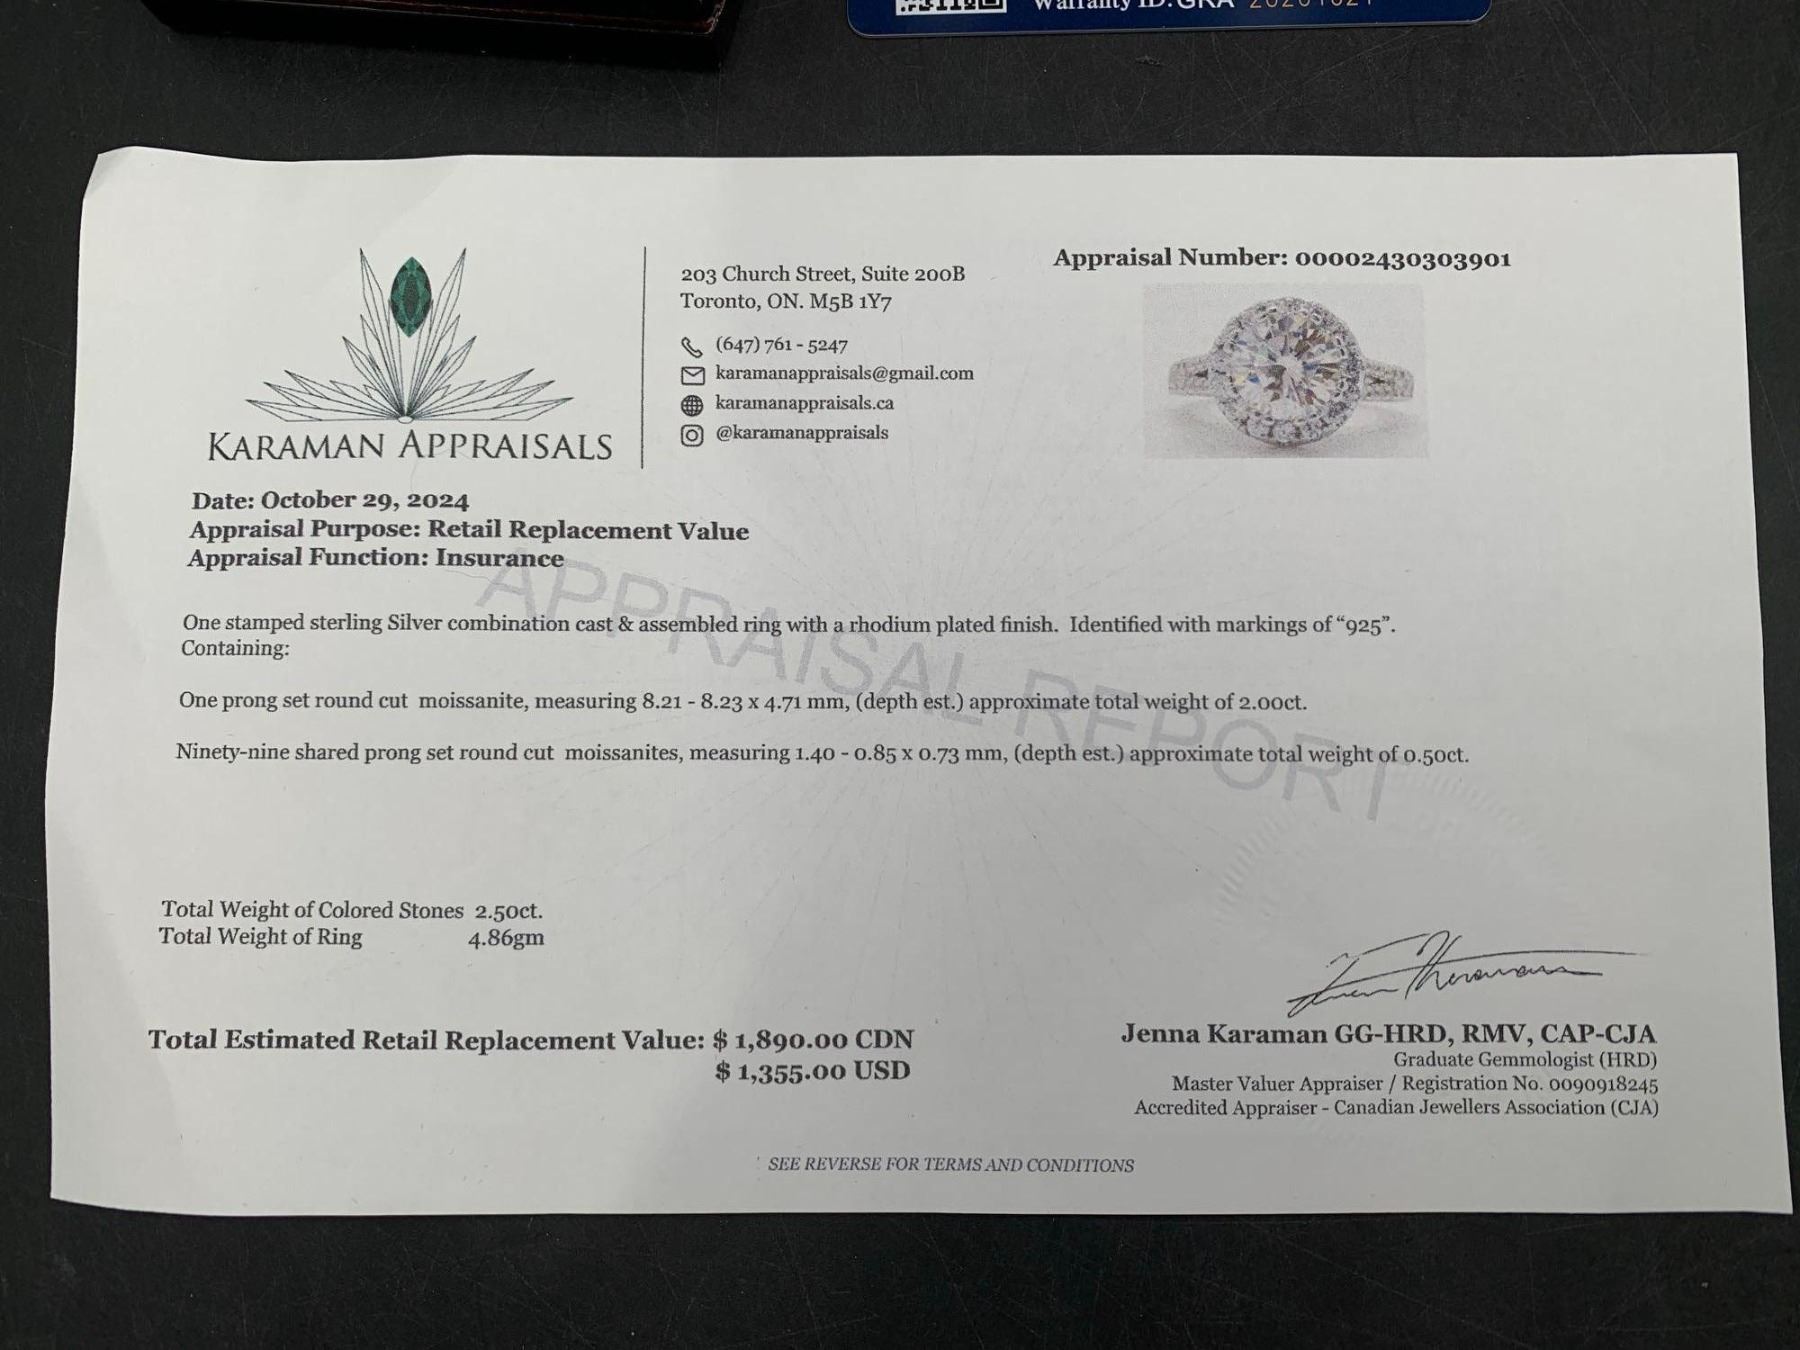 Warranty ID: GRA
203 Church Street, Suite 200B
Toronto, ON. M5B 1Y7
(647) 761 - 5247
karamanappraisals@gmail.com
karamanappraisals.ca
@karamanappraisals
KARAMAN APPRAISALS
Appraisal Number: 00002430303901
Date: October 29, 2024
Appraisal Purpose: Retail Replacement Value
Appraisal Function: Insurance
APPRAISAL REPORT
One stamped sterling Silver combination cast & assembled ring with a rhodium plated finish. Identified with markings of “925”.
Containing:
One prong set round cut moissanite, measuring 8.21 - 8.23 x 4.71 mm, (depth est.) approximate total weight of 2.00ct.
Ninety-nine shared prong set round cut moissanites, measuring 1.40 - 0.85 x 0.73 mm, (depth est.) approximate total weight of 0.50ct.
Total Weight of Colored Stones 2.50ct.
Total Weight of Ring 4.86gm
Total Estimated Retail Replacement Value: $ 1,890.00 CDN
$ 1,355.00 USD
Jenna Karaman GG-HRD, RMV, CAP-CJA
Graduate Gemmologist (HRD)
Master Valuer Appraiser / Registration No. 0090918245
Accredited Appraiser - Canadian Jewellers Association (CJA)
SEE REVERSE FOR TERMS AND CONDITIONS